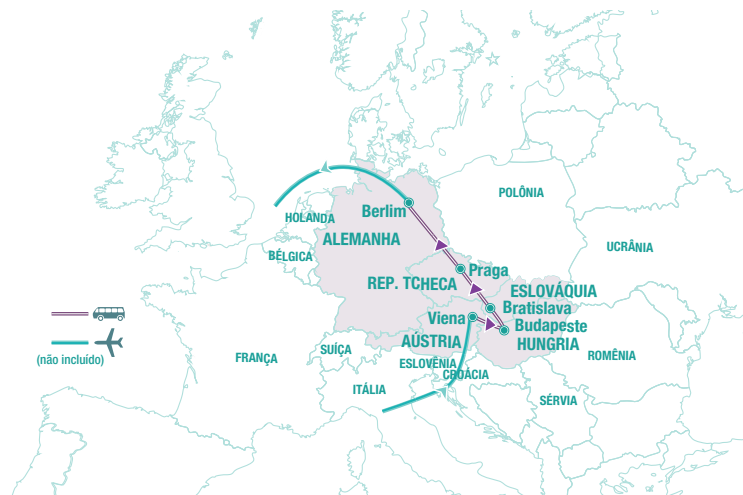 POLÔNIA
HOLANDA
Berlim
ALEMANHA
UCRÂNIA
BÉLGICA
Praga
REP. TCHECA
ESLOVÁQUIA
Bratislava
Viena
Budapeste
AÚSTRIA
HUNGRIA
(não incluído)
FRANÇA
SUÍÇA
ROMÊNIA
ESLOVÊNIA
CROÁCIA
ITÁLIA
SÉRVIA